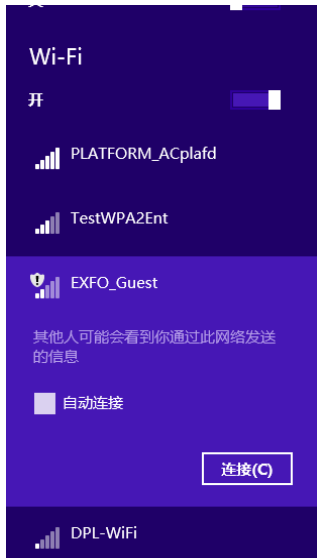 Wi-Fi
开
PLATFORM_ACplafd
TestWPA2Ent
EXFO_Guest
其他人可能会看到你通过此网络发送
的信息
自动连接
连接(C)
DPL-WiFi